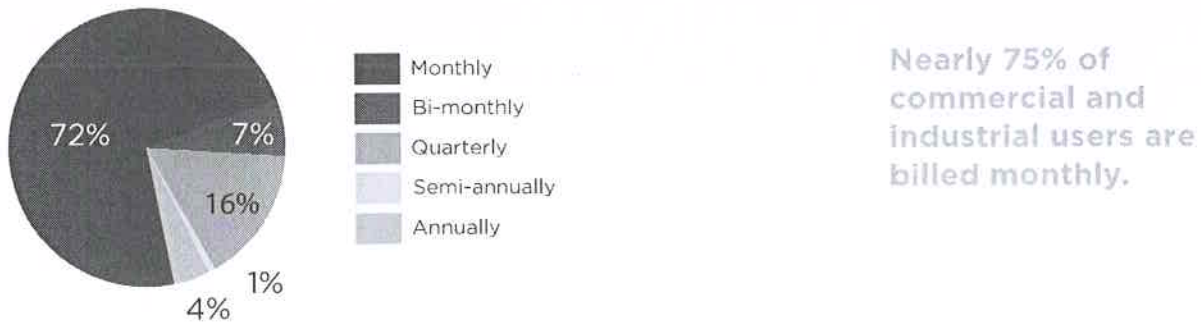 72%
7%
16%
1%
4%
Monthly
Bi-monthly
Quarterly
Semi-annually
Annually
Nearly 75% of
commercial and
industrial users are
billed monthly.